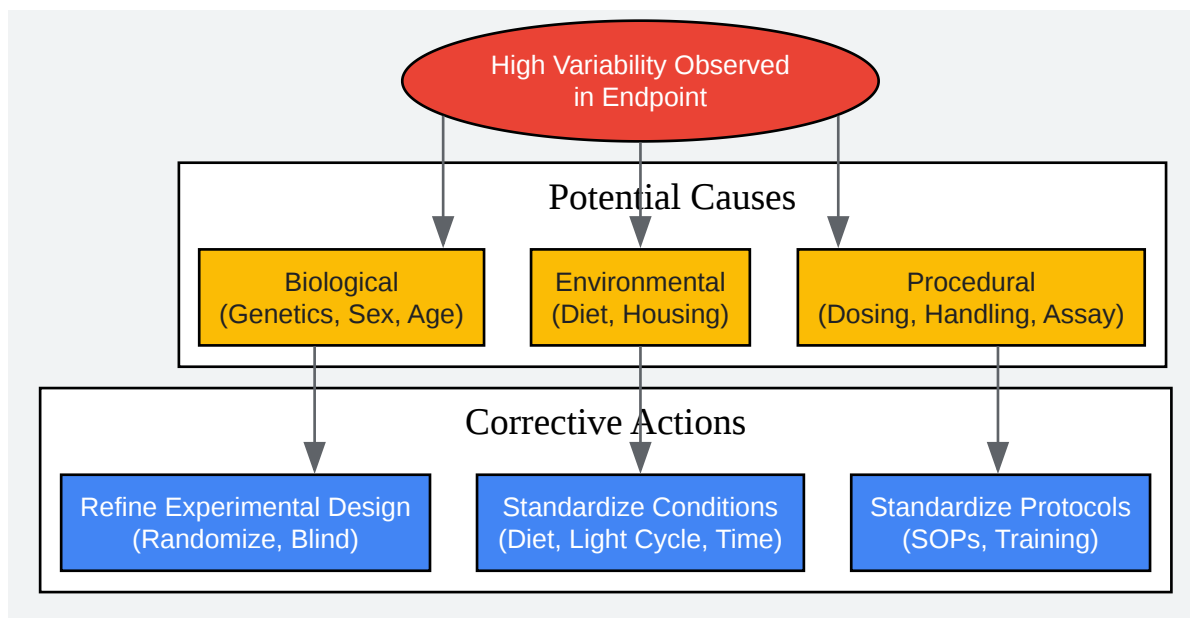 High Variability Observed
in Endpoint
Potential Causes
Biological
(Genetics, Sex, Age)
Environmental
(Diet, Housing)
Procedural
(Dosing, Handling, Assay)
Corrective Actions
Refine Experimental Design
(Randomize, Blind)
Standardize Conditions
(Diet, Light Cycle, Time)
Standardize Protocols
(SOPs, Training)